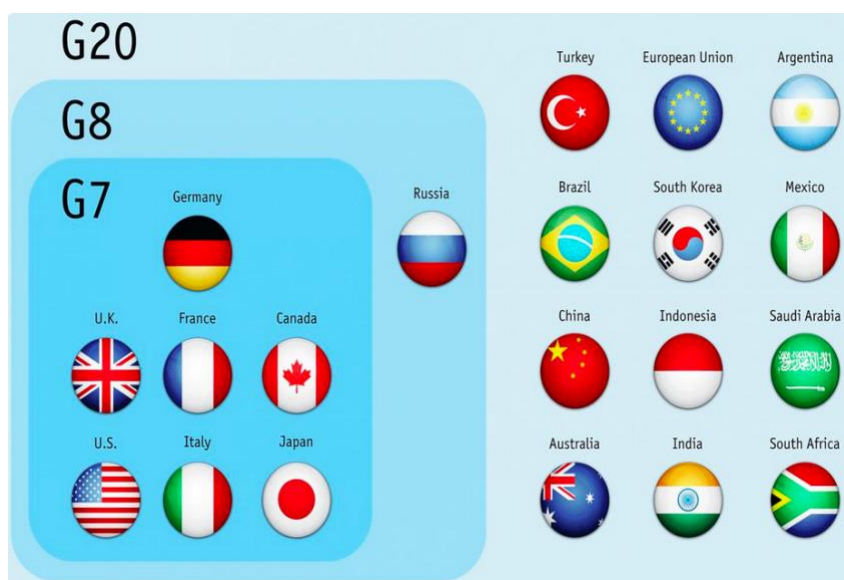 G20
Turkey European Union Argentina
G8
G7
Germany
Russia
Brazil South Korea Mexico
U.K. France Canada
China Indonesia Saudi Arabia
U.S. Italy Japan
Australia India South Africa